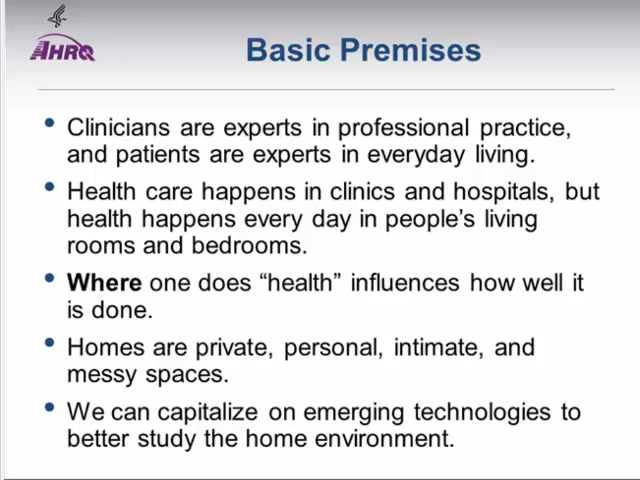 AHRQ
Basic Premises
• Clinicians are experts in professional practice,
and patients are experts in everyday living.
• Health care happens in clinics and hospitals, but
health happens every day in people's living
rooms and bedrooms.
• Where one does “health” influences how well it
is done.
• Homes are private, personal, intimate, and
messy spaces.
• We can capitalize on emerging technologies to
better study the home environment.